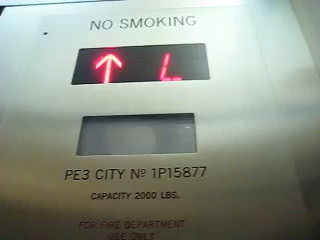 NO SMOKING
↑ L
PE3 CITY Nº 1P15877
CAPACITY 2000 LBS.
FOR FIRE DEPARTMENT
USE ONLY